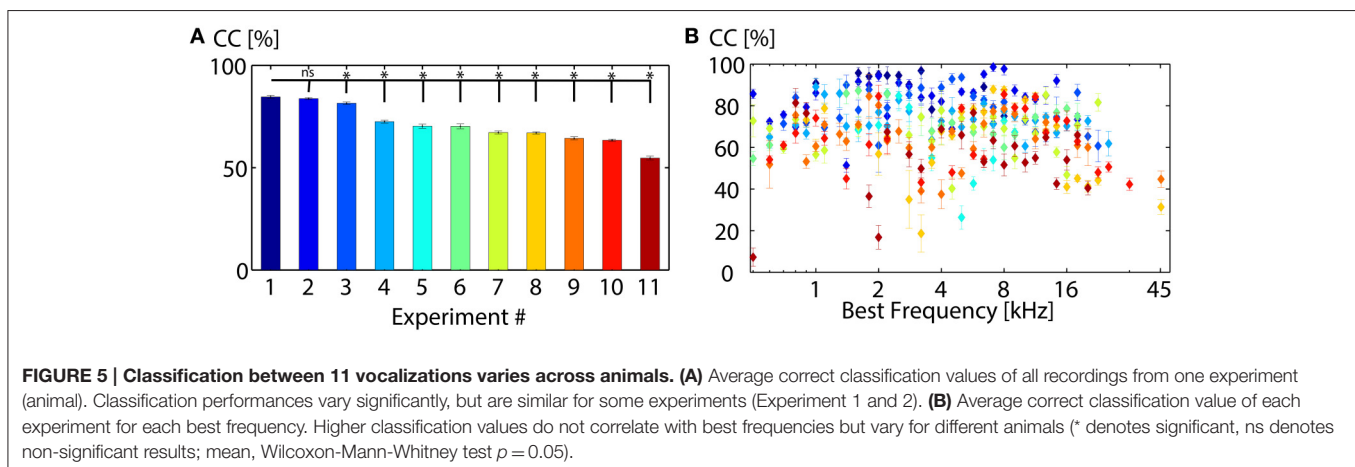 A CC [%]
ns * * * * * * * * *
100
50
0
1 2 3 4 5 6 7 8 9 10 11
Experiment #
B CC [%]
100
80
60
40
20
0
1 2 4 8 16 45
Best Frequency [kHz]
FIGURE 5 | Classification between 11 vocalizations varies across animals. (A) Average correct classification values of all recordings from one experiment
(animal). Classification performances vary significantly, but are similar for some experiments (Experiment 1 and 2). (B) Average correct classification value of each
experiment for each best frequency. Higher classification values do not correlate with best frequencies but vary for different animals (* denotes significant, ns denotes
non-significant results; mean, Wilcoxon-Mann-Whitney test p = 0.05).